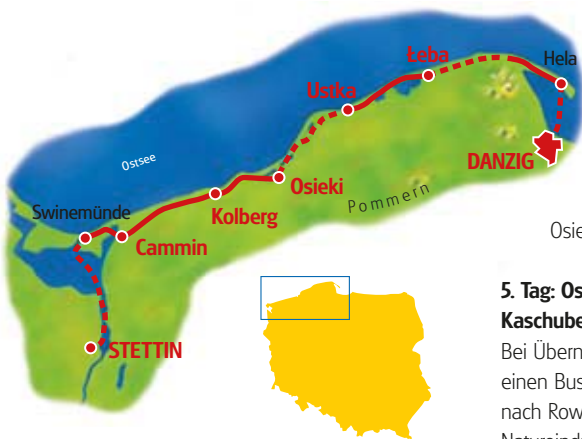 Łeba
Hela
Ustka
DANZIG
Ostsee
Osieki
Pommern
Kolberg
Swinemünde
Cammin
STETTIN
Osie
5. Tag: Os
Kaschube
Bei Übern
einen Bus
nach Row